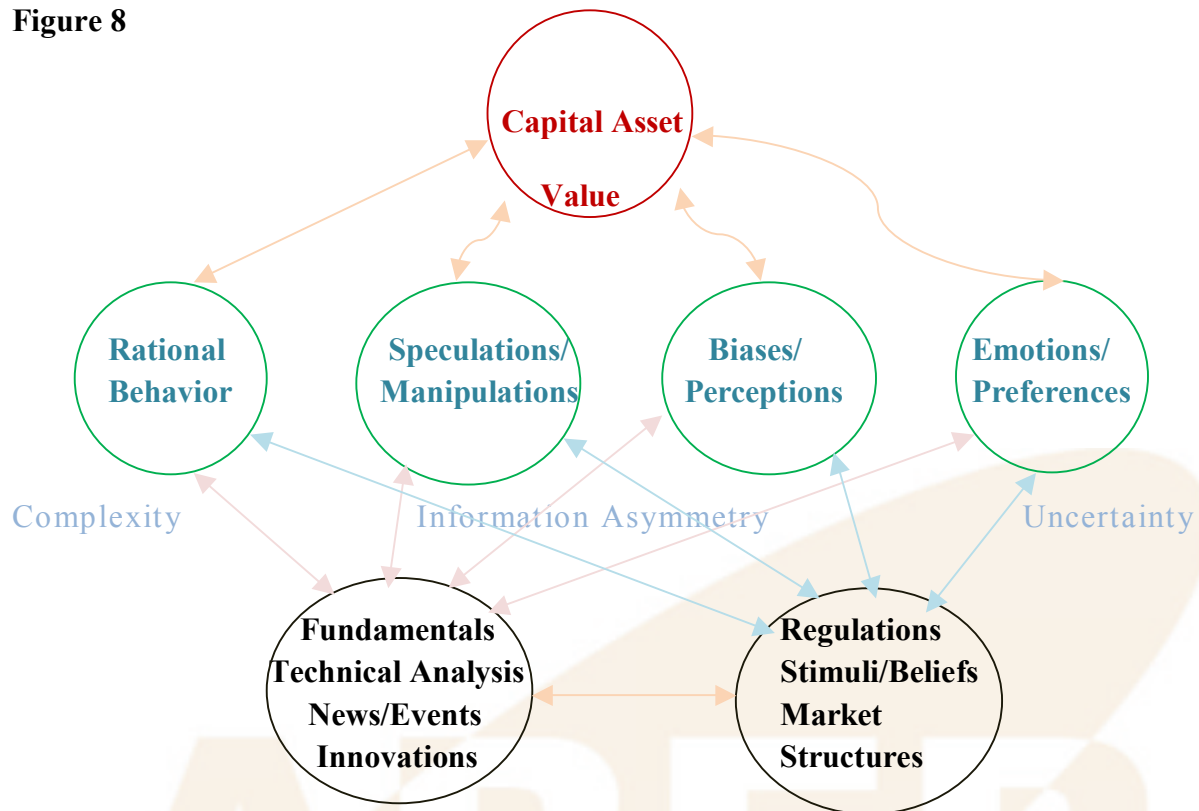 Figure 8
Capital Asset
Value
Rational
Behavior
Speculations/
Manipulations
Biases/
Perceptions
Emotions/
Preferences
Complexity
Information Asymmetry
Uncertainty
Fundamentals
Technical Analysis
News/Events
Innovations
Regulations
Stimuli/Beliefs
Market
Structures